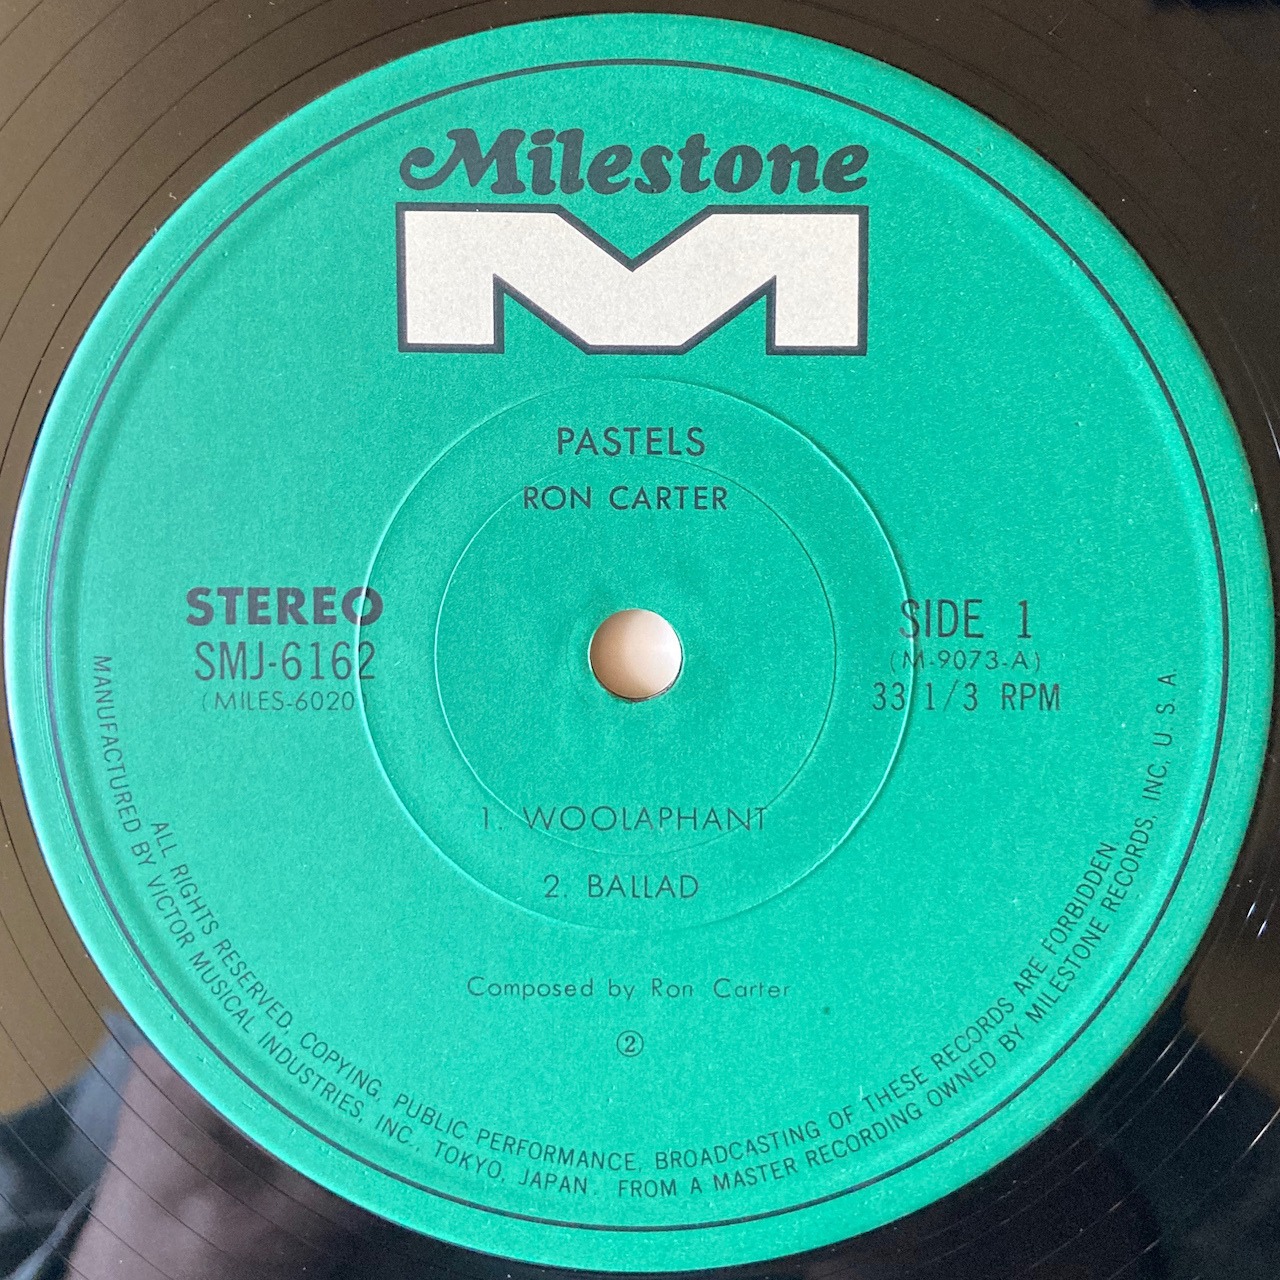 Milestone
M
PASTELS
RON CARTER
STEREO
SMJ-6162
(MILES-6020)
SIDE 1
(M-9073-A)
33 1/3 RPM
1. WOOLAPHANT
2. BALLAD
Composed by Ron Carter
②
ALL RIGHTS RESERVED. COPYING, PUBLIC PERFORMANCE, BROADCASTING OF THESE RECORDS ARE FORBIDDEN
MANUFACTURED BY VICTOR MUSICAL INDUSTRIES, INC., TOKYO, JAPAN. FROM A MASTER RECORDING OWNED BY MILESTONE RECORDS, INC, U.S.A